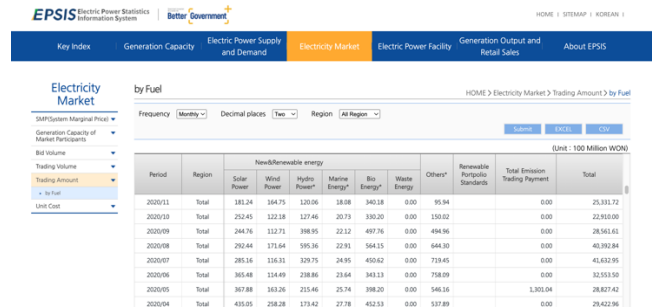 EPSIS Electric Power Statistics Information System
Better Government
HOME | SITEMAP | KOREAN |
Key Index Generation Capacity Electric Power Supply and Demand Electricity Market Electric Power Facility Generation Output and Retail Sales About EPSIS
Electricity Market
SMP(System Marginal Price)
Generation Capacity of Market Participants
Bid Volume
Trading Volume
Trading Amount
by Fuel
Unit Cost
by Fuel
HOME > Electricity Market > Trading Amount > by Fuel
Frequency Monthly Decimal places Two Region All Region
Submit EXCEL CSV
(Unit : 100 Million WON)
Period Region New&Renewable energy Others* Renewable Portpolio Standards Total Emission Trading Payment Total
Solar Power Wind Power Hydro Power* Marine Energy* Bio Energy* Waste Energy
2020/11 Total 181.24 164.75 120.06 18.08 340.18 0.00 95.94 0.00 25,331.72
2020/10 Total 252.45 122.18 127.46 20.73 330.20 0.00 150.02 0.00 22,910.00
2020/09 Total 244.76 112.71 398.95 22.12 497.76 0.00 494.96 0.00 28,561.61
2020/08 Total 292.44 171.64 595.36 22.91 564.15 0.00 644.30 0.00 40,392.84
2020/07 Total 285.16 116.31 329.75 24.95 450.62 0.00 719.45 0.00 41,632.95
2020/06 Total 365.48 114.49 238.86 23.64 343.13 0.00 758.09 0.00 32,553.50
2020/05 Total 367.88 163.26 215.46 25.74 398.20 0.00 546.16 1,301.04 28,827.42
2020/04 Total 435.05 258.28 173.42 27.78 452.53 0.00 537.89 0.00 29,422.96